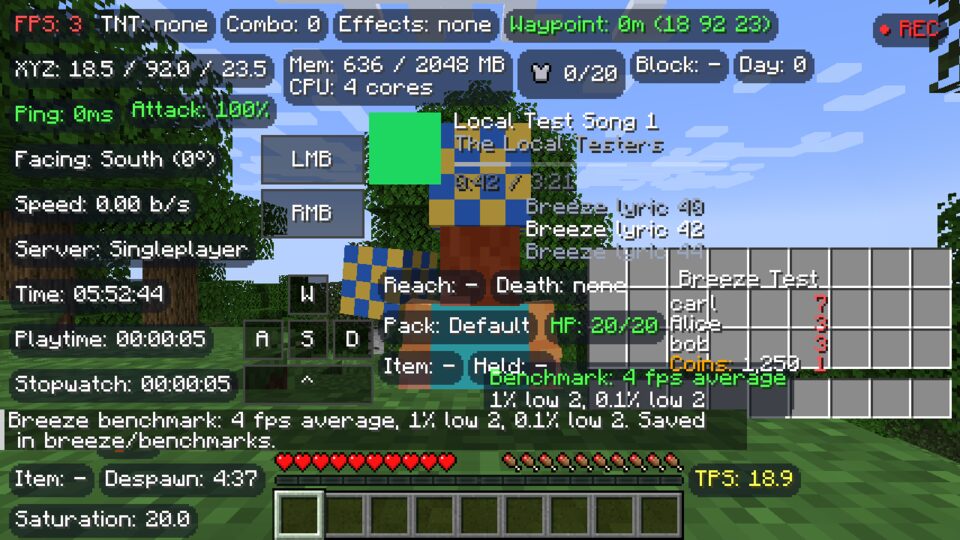 FPS: 3 TNT: none Combo: 0 Effects: none Waypoint: 0m (18 92 23) REC
XYZ: 18.5 / 92.0 / 23.5 Mem: 636 / 2048 MB 0/20 Block: - Day: 0
CPU: 4 cores
Ping: 0ms Attack: 100%
Local Test Song 1
The Local Testers
0:42 / 3:21
Facing: South (0°) LMB
Speed: 0.00 b/s RMB
Breeze lyric 40
Breeze lyric 42
Breeze lyric 44
Server: Singleplayer
Time: 05:52:44 W Reach: - Death: none
Breeze Test
carl 7
Alice 3
bob 3
Coins: 1,250 1
Playtime: 00:00:05 A S D Pack: Default HP: 20/20
Stopwatch: 00:00:05 ^ Item: - Held: -
Benchmark: 4 fps average
1% low 2, 0.1% low 2
Breeze benchmark: 4 fps average, 1% low 2, 0.1% low 2. Saved
in breeze/benchmarks.
Item: - Despawn: 4:37 TPS: 18.9
Saturation: 20.0